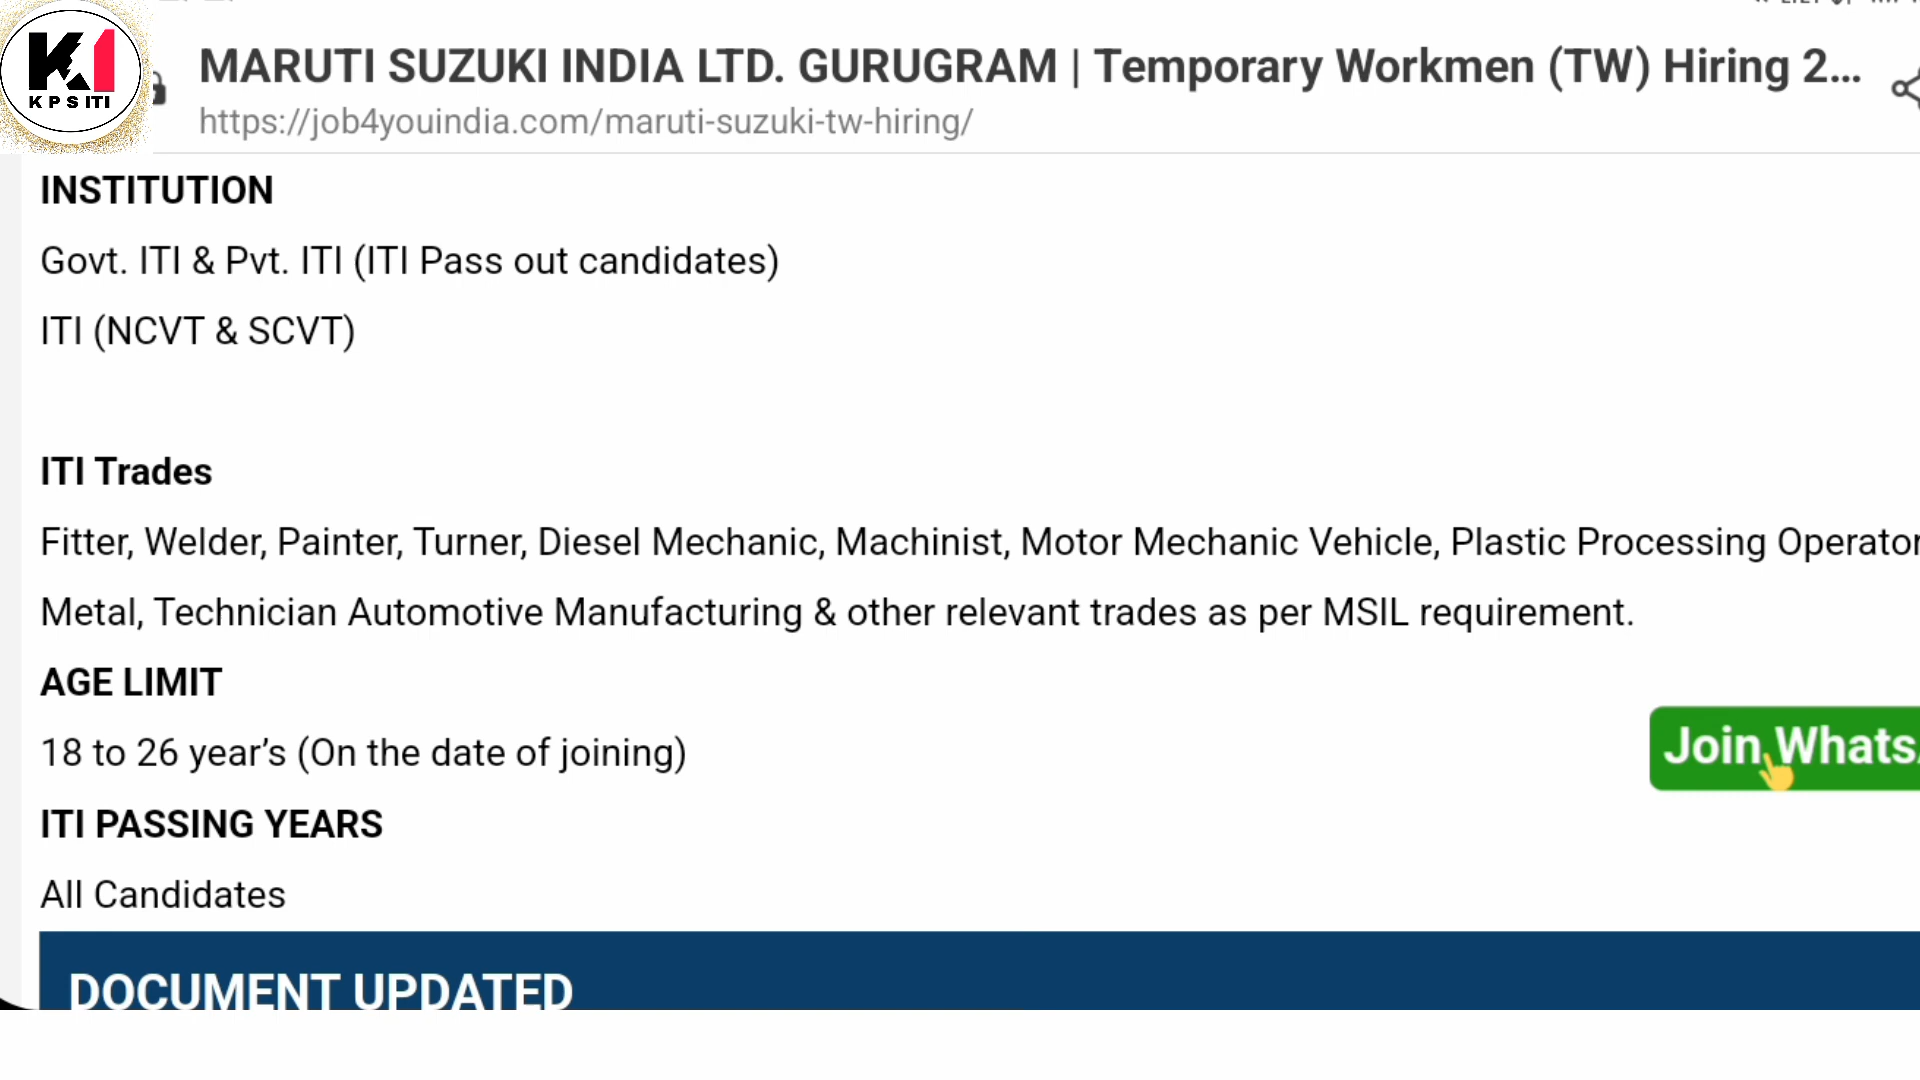 K1
KPS ITI
MARUTI SUZUKI INDIA LTD. GURUGRAM | Temporary Workmen (TW) Hiring 2...
https://job4youindia.com/maruti-suzuki-tw-hiring/
INSTITUTION
Govt. ITI & Pvt. ITI (ITI Pass out candidates)
ITI (NCVT & SCVT)
ITI Trades
Fitter, Welder, Painter, Turner, Diesel Mechanic, Machinist, Motor Mechanic Vehicle, Plastic Processing Operator
Metal, Technician Automotive Manufacturing & other relevant trades as per MSIL requirement.
AGE LIMIT
18 to 26 year’s (On the date of joining)
Join Whats
ITI PASSING YEARS
All Candidates
DOCUMENT UPDATED